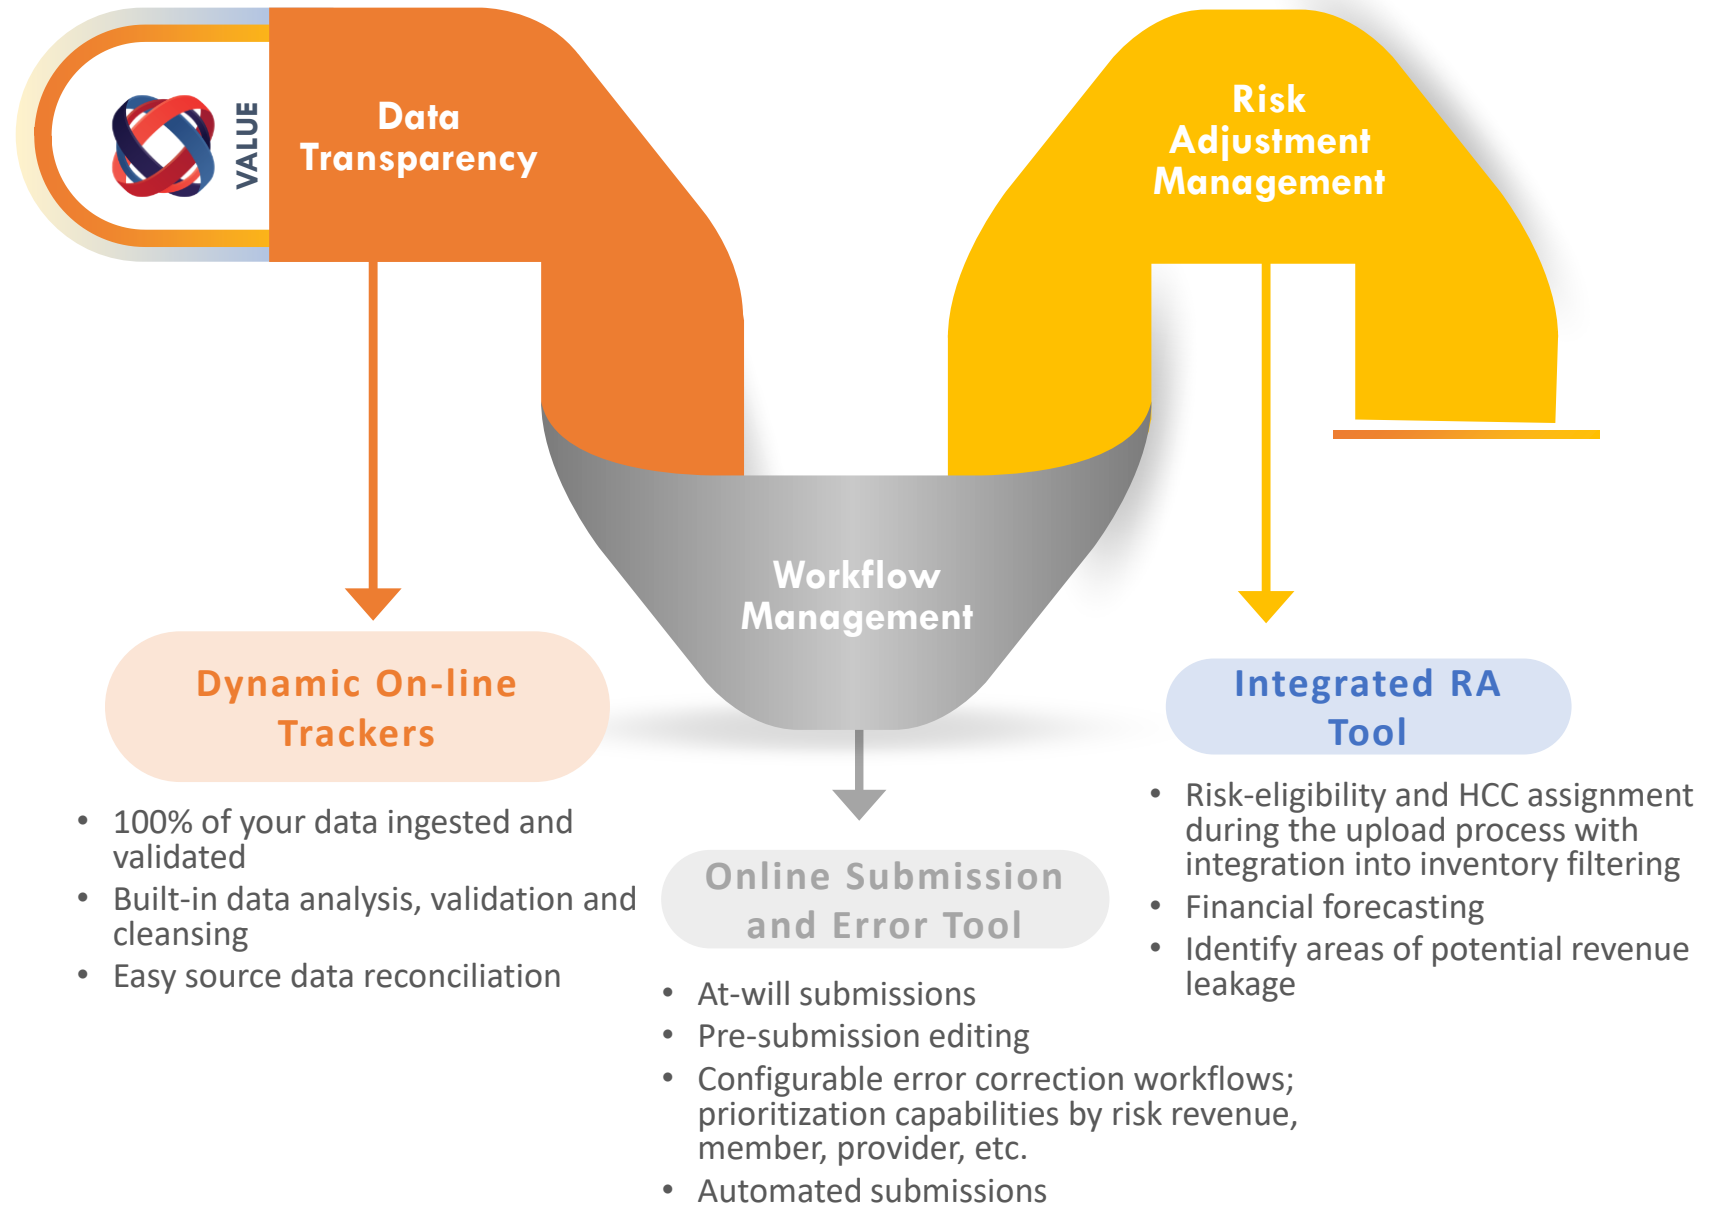 VALUE
Data
Transparency
Risk
Adjustment
Management
Workflow
Management
Dynamic On-line
Trackers
• 100% of your data ingested and
validated
• Built-in data analysis, validation and
cleansing
• Easy source data reconciliation
Online Submission
and Error Tool
• At-will submissions
• Pre-submission editing
• Configurable error correction workflows;
prioritization capabilities by risk revenue,
member, provider, etc.
• Automated submissions
Integrated RA
Tool
• Risk-eligibility and HCC assignment
during the upload process with
integration into inventory filtering
• Financial forecasting
• Identify areas of potential revenue
leakage